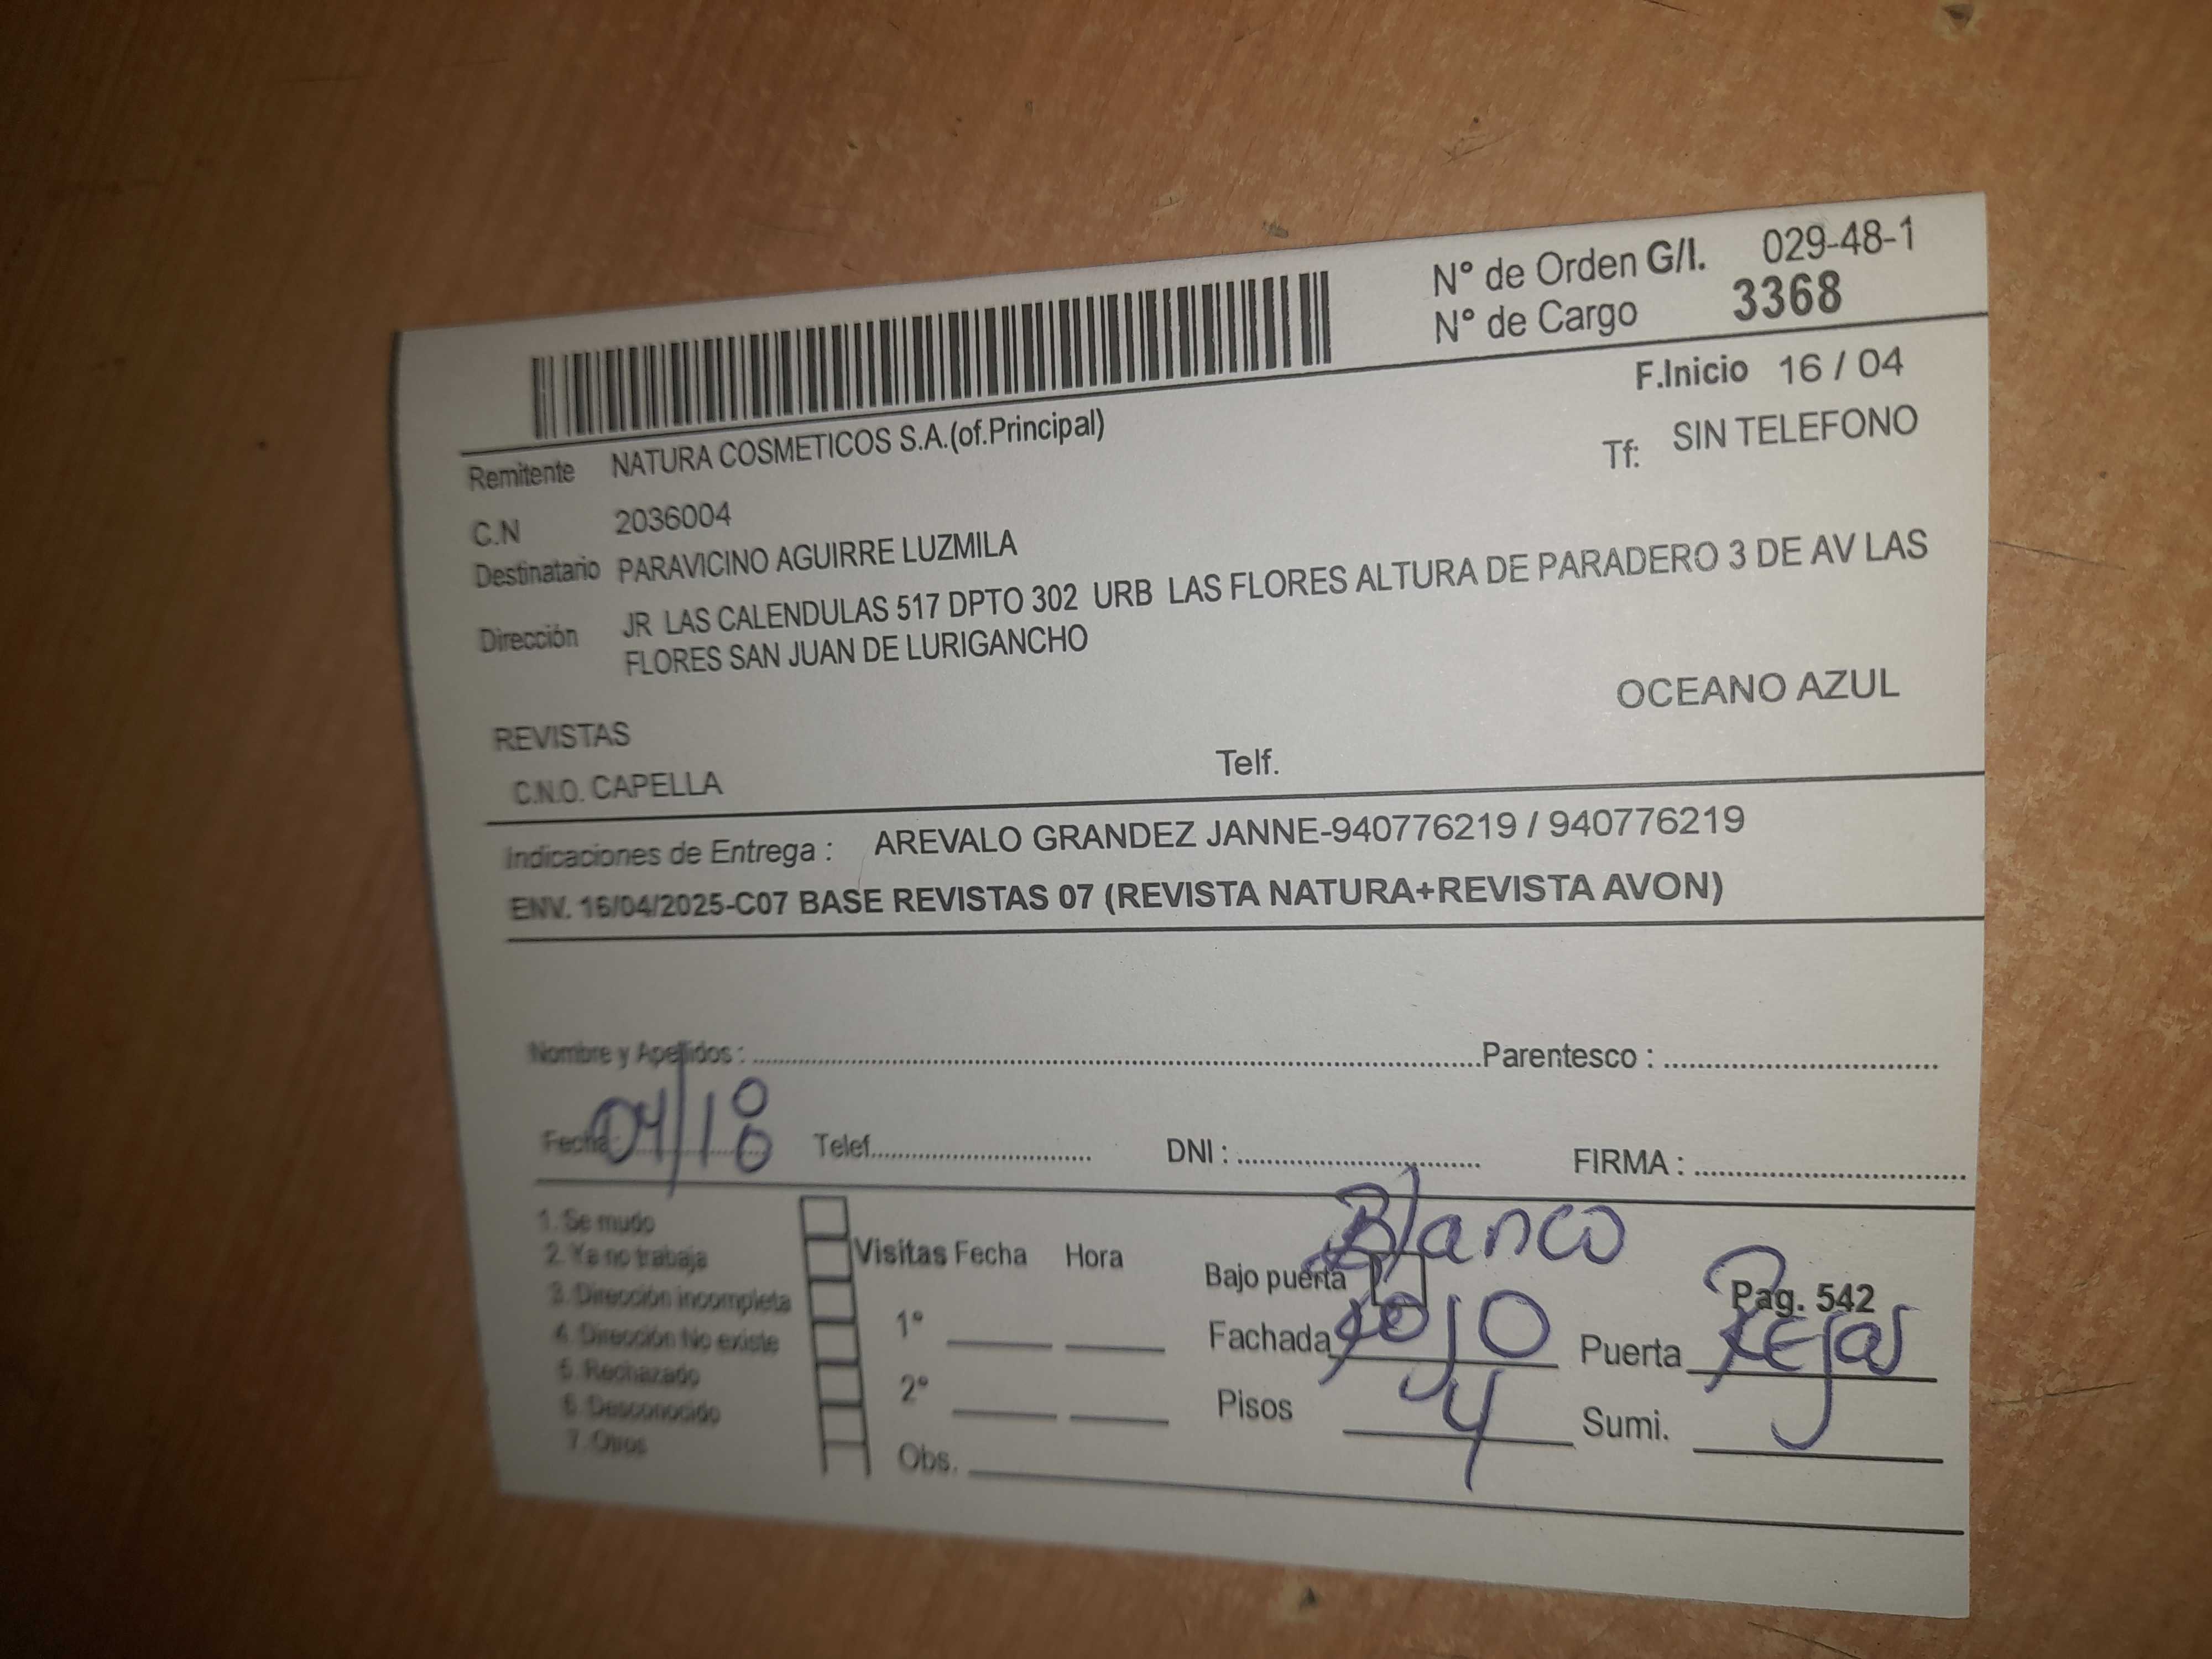 N° de Orden G/I. 029-48-1
N° de Cargo 3368
F.Inicio 16 / 04
Remitente NATURA COSMETICOS S.A.(of.Principal)
Tf: SIN TELEFONO
C.N 2036004
Destinatario PARAVICINO AGUIRRE LUZMILA
Dirección JR LAS CALENDULAS 517 DPTO 302 URB LAS FLORES ALTURA DE PARADERO 3 DE AV LAS
FLORES SAN JUAN DE LURIGANCHO
OCEANO AZUL
REVISTAS
C.N.O. CAPELLA Telf.
Indicaciones de Entrega : AREVALO GRANDEZ JANNE-940776219 / 940776219
ENV. 16/04/2025-C07 BASE REVISTAS 07 (REVISTA NATURA+REVISTA AVON)
Nombre y Apellidos : Parentesco :
Fecha: 04/18 Telef. DNI : FIRMA :
Blanco
1. Se mudo
2. Ya no trabaja
3. Dirección incompleta
4. Dirección No existe
5. Rechazado
6. Desconocido
7. Otros
Visitas Fecha Hora
1°
2°
Obs.
Bajo puerta
Pag. 542
Fachada rojo Puerta Rejas
Pisos 4 Sumi.